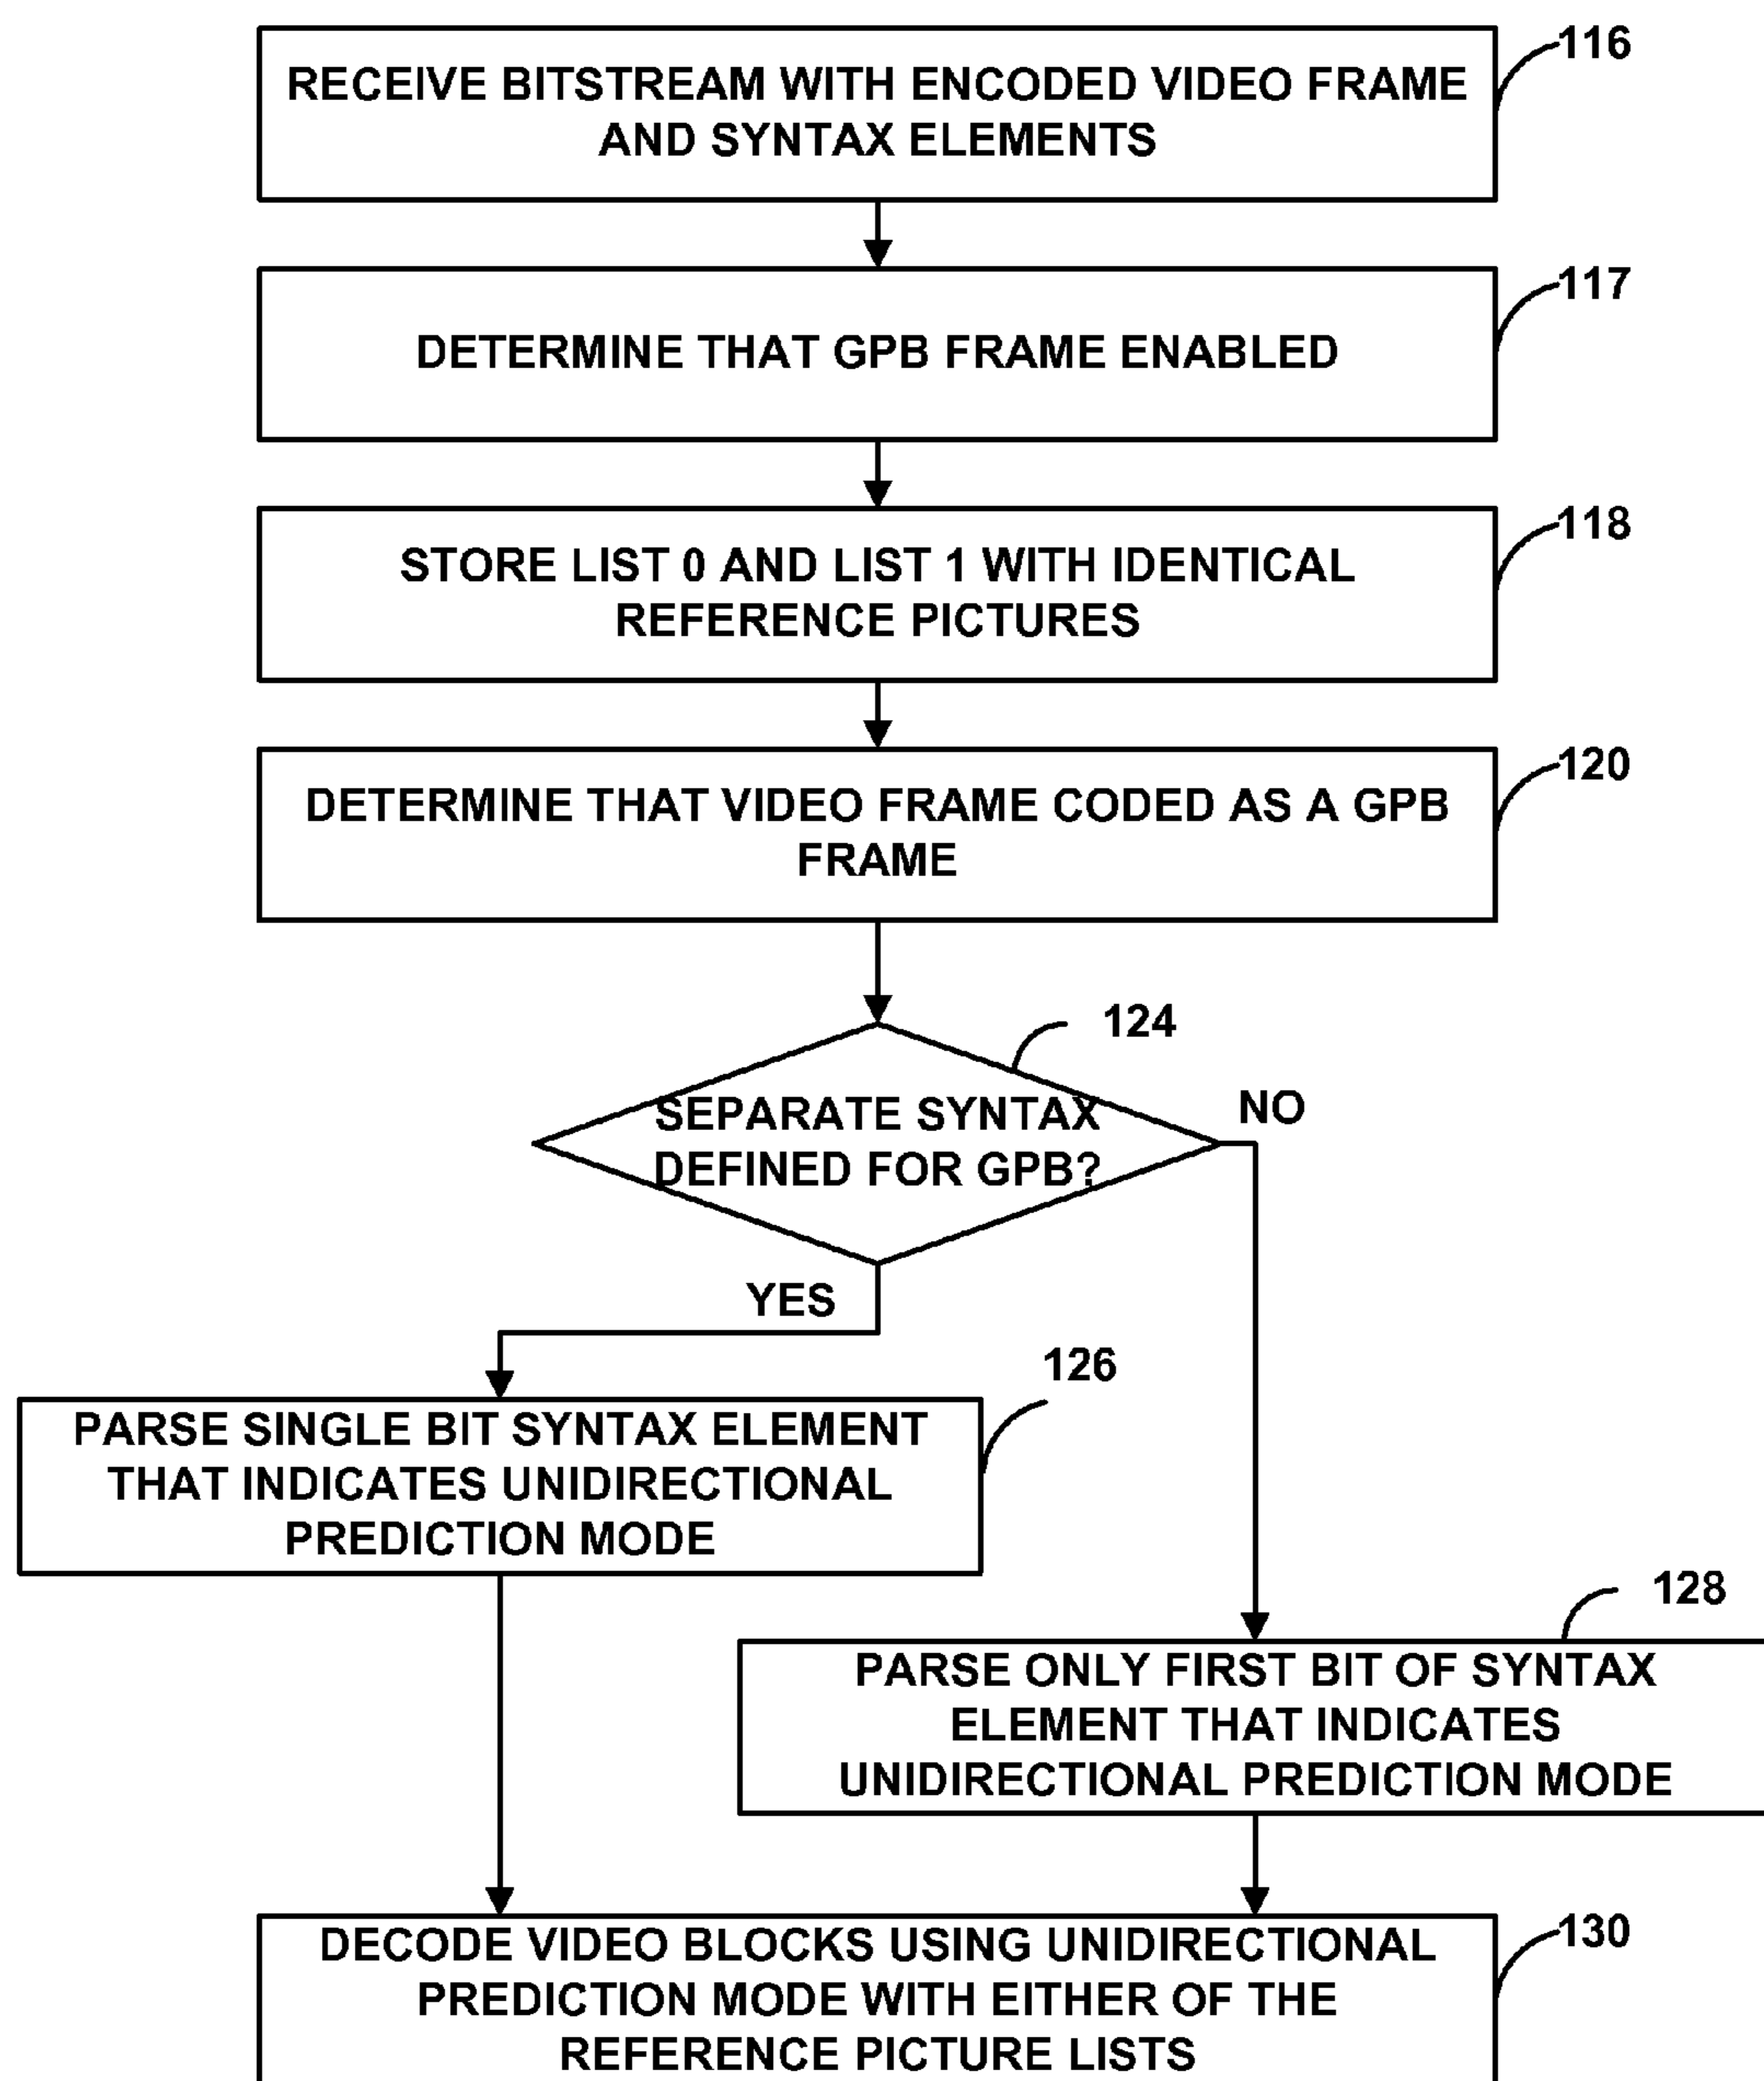 116
RECEIVE BITSTREAM WITH ENCODED VIDEO FRAME
AND SYNTAX ELEMENTS
117
DETERMINE THAT GPB FRAME ENABLED
118
STORE LIST 0 AND LIST 1 WITH IDENTICAL
REFERENCE PICTURES
120
DETERMINE THAT VIDEO FRAME CODED AS A GPB
FRAME
124
SEPARATE SYNTAX
DEFINED FOR GPB?
NO
YES
126
PARSE SINGLE BIT SYNTAX ELEMENT
THAT INDICATES UNIDIRECTIONAL
PREDICTION MODE
128
PARSE ONLY FIRST BIT OF SYNTAX
ELEMENT THAT INDICATES
UNIDIRECTIONAL PREDICTION MODE
130
DECODE VIDEO BLOCKS USING UNIDIRECTIONAL
PREDICTION MODE WITH EITHER OF THE
REFERENCE PICTURE LISTS